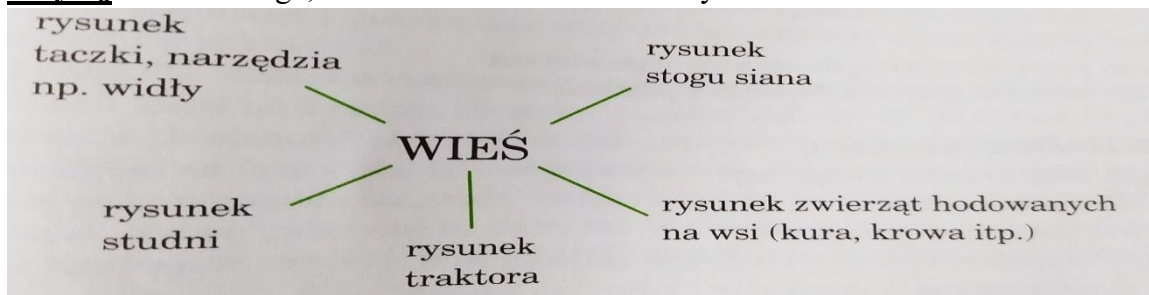 rysunek
taczki, narzędzia
np. widły
rysunek
stogu siana
WIEŚ
rysunek
studni
rysunek
traktora
rysunek zwierząt hodowanych
na wsi (kura, krowa itp.)